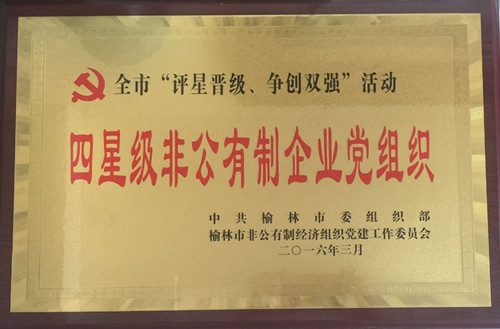 全市“评星晋级、争创双强”活动
四星级非公有制企业党组织
中共榆林市委组织部
榆林市非公有制经济组织党建工作委员会
二〇一六年三月